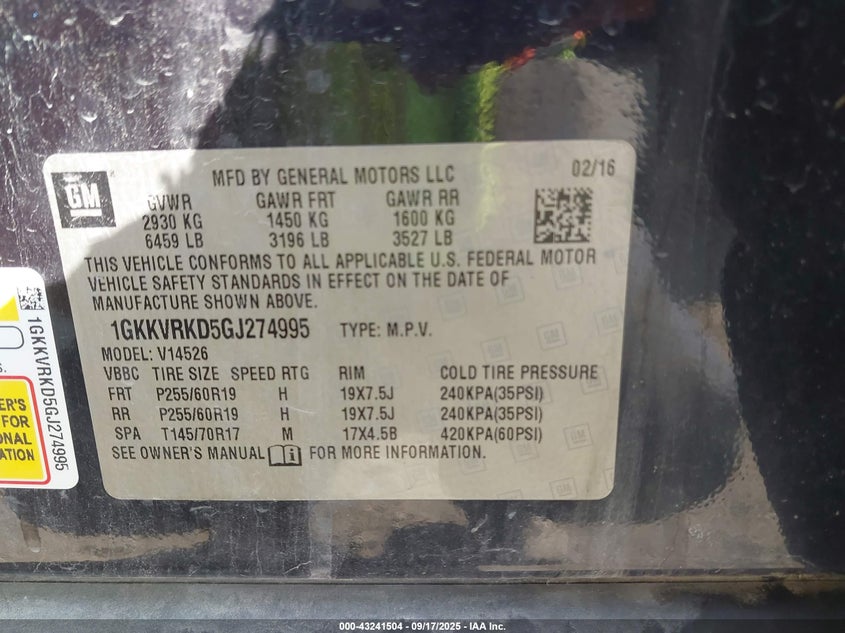 GM
MFD BY GENERAL MOTORS LLC 02/16
GVWR GAWR FRT GAWR RR
2930 KG 1450 KG 1600 KG
6459 LB 3196 LB 3527 LB
THIS VEHICLE CONFORMS TO ALL APPLICABLE U.S. FEDERAL MOTOR
VEHICLE SAFETY STANDARDS IN EFFECT ON THE DATE OF
MANUFACTURE SHOWN ABOVE.
1GKKVRKD5GJ274995 TYPE: M.P.V.
MODEL: V14526
VBBC TIRE SIZE SPEED RTG RIM COLD TIRE PRESSURE
FRT P255/60R19 H 19X7.5J 240KPA(35PSI)
RR P255/60R19 H 19X7.5J 240KPA(35PSI)
SPA T145/70R17 M 17X4.5B 420KPA(60PSI)
SEE OWNER'S MANUAL FOR MORE INFORMATION.
1GKKVRKD5GJ274995
ER'S
FOR
ONAL
ATION
000-43241504 - 09/17/2025 - IAA Inc.